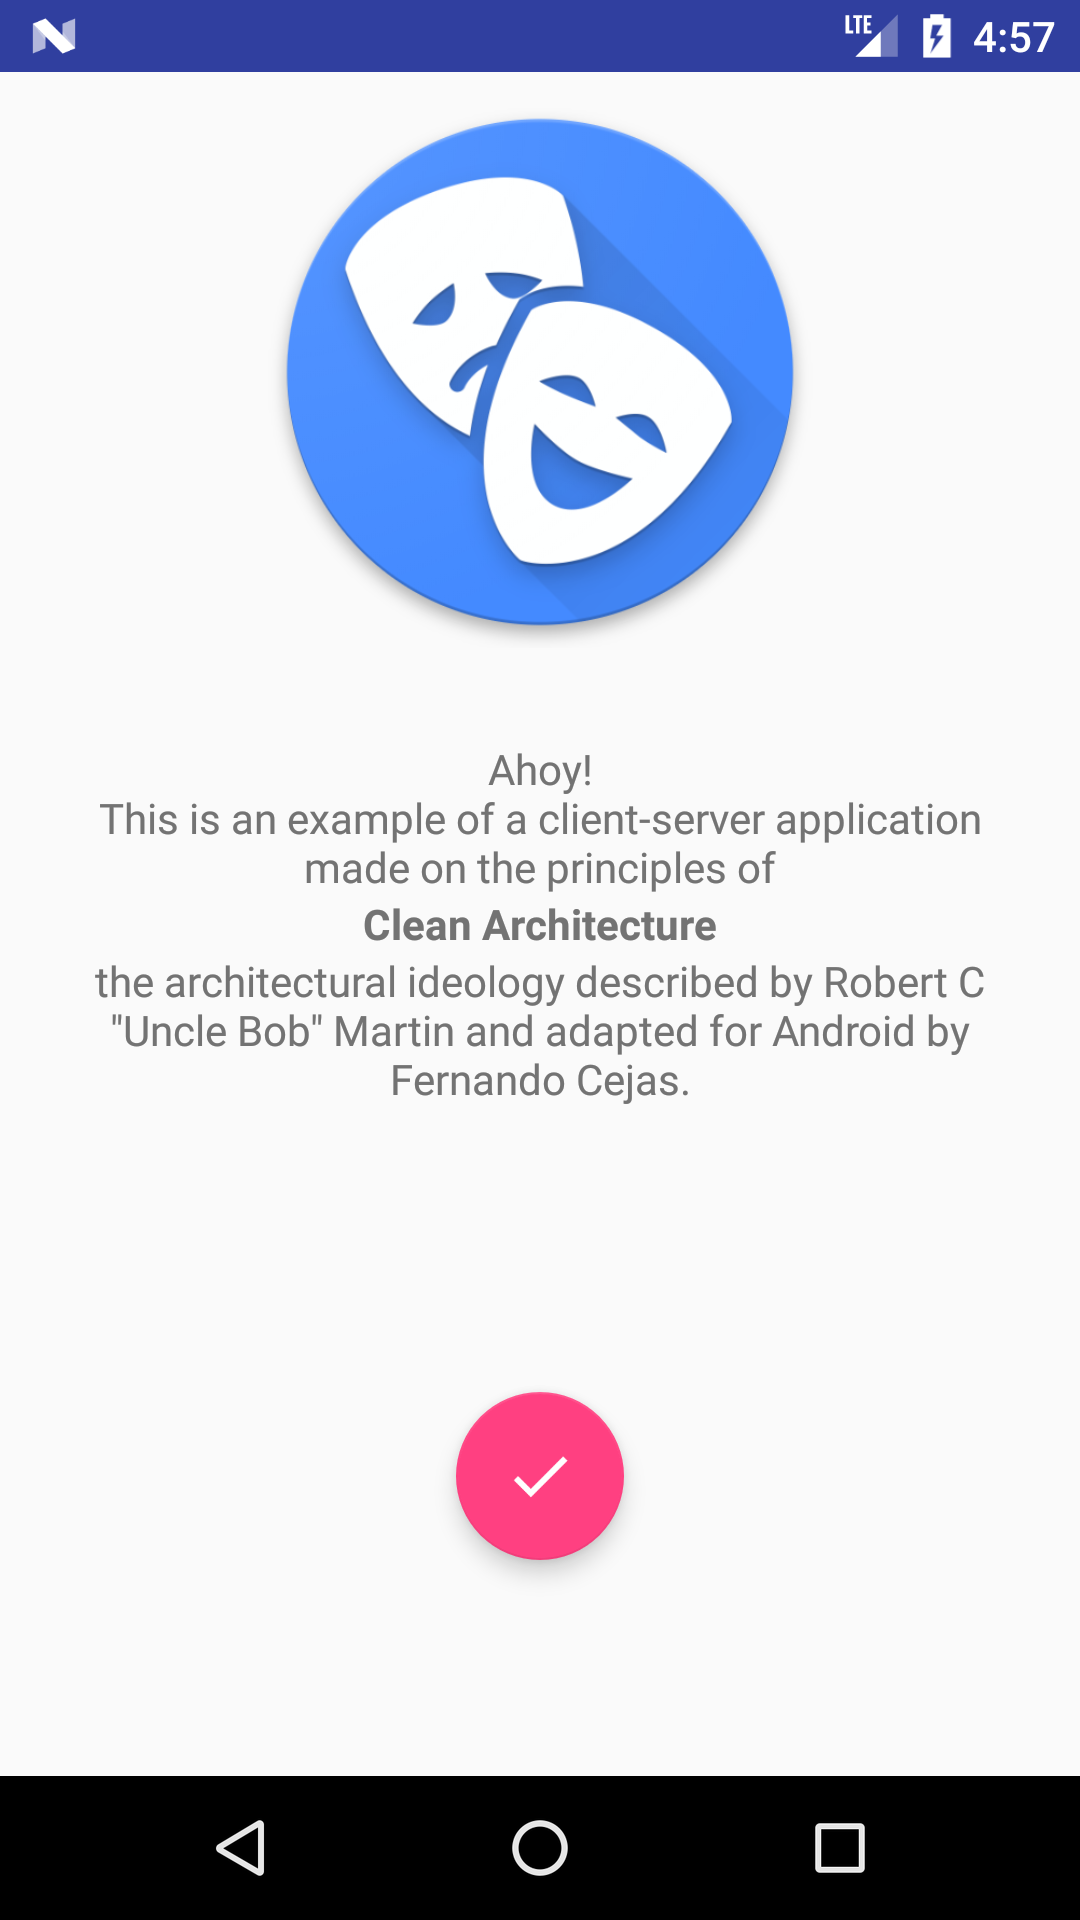 LTE 4:57
Ahoy!
This is an example of a client-server application
made on the principles of
Clean Architecture
the architectural ideology described by Robert C
"Uncle Bob" Martin and adapted for Android by
Fernando Cejas.